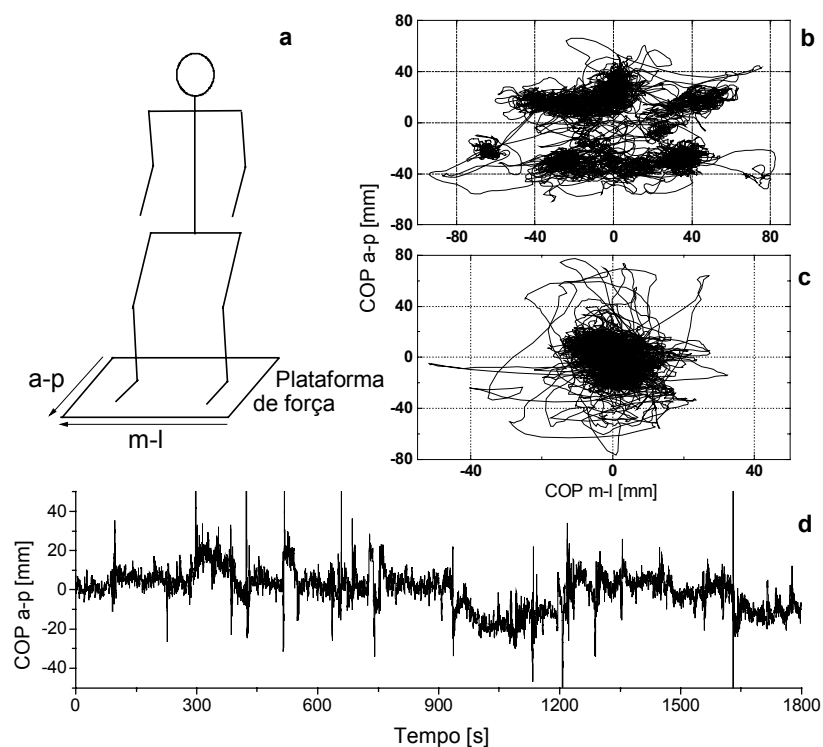 a
a-p
m-l
Plataforma
de força
b
80
40
0
-40
-80
-80 -40 0 40 80
COP a-p [mm]
c
80
40
0
-40
-80
-40 0 40
COP m-l [mm]
d
COP a-p [mm]
40
20
0
-20
-40
0 300 600 900 1200 1500 1800
Tempo [s]